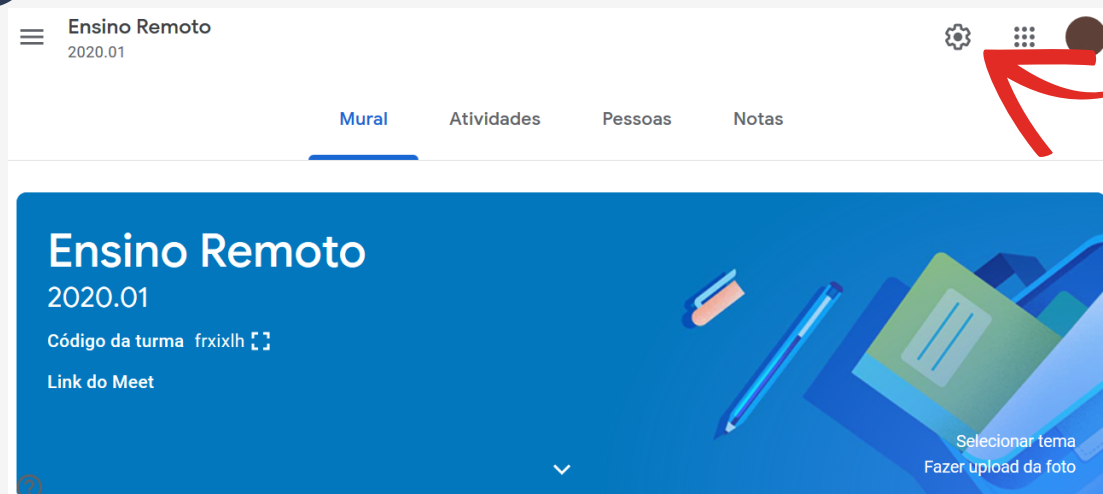 Ensino Remoto
2020.01
Mural Atividades Pessoas Notas
Ensino Remoto
2020.01
Código da turma frxixlh
Link do Meet
Selecionar tema
Fazer upload da foto